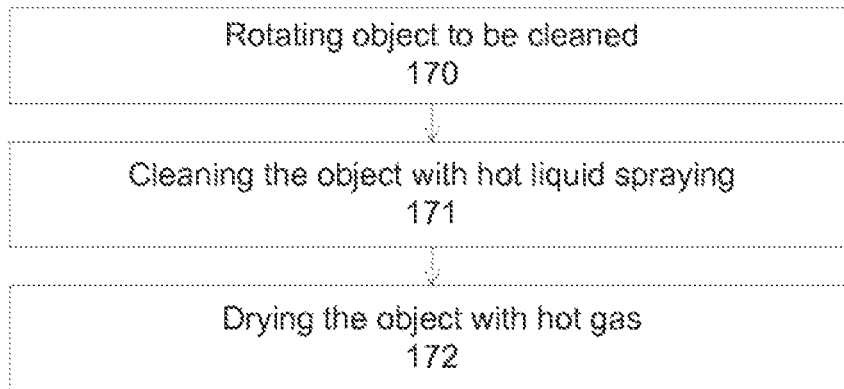 Rotating object to be cleaned
170
Cleaning the object with hot liquid spraying
171
Drying the object with hot gas
172